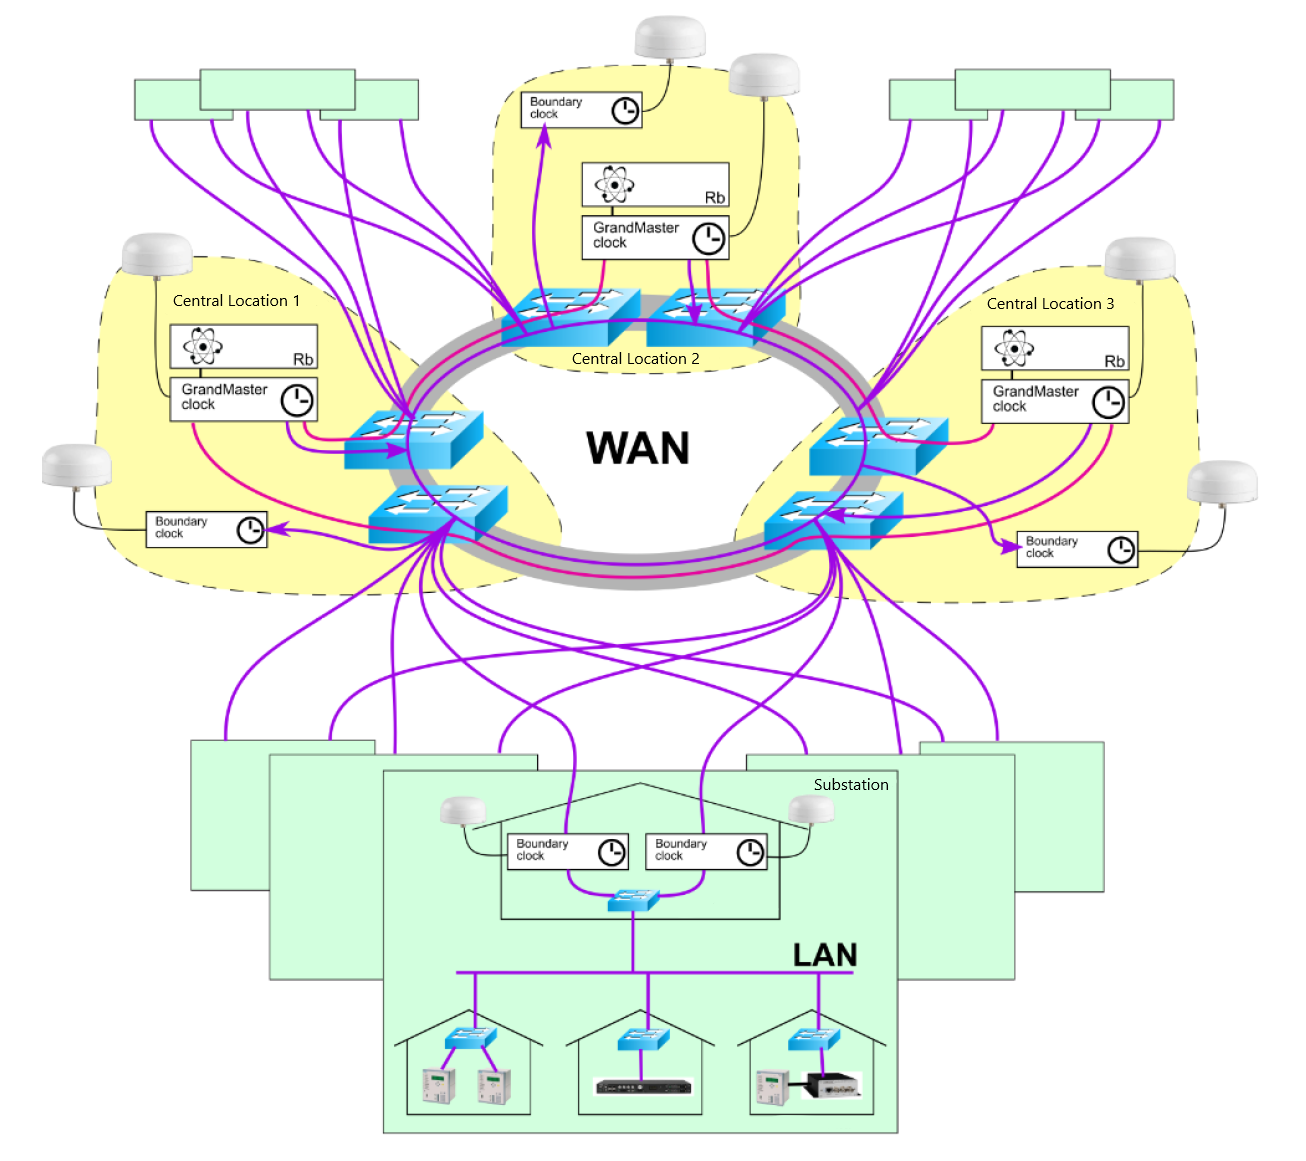 Boundary
clock
Rb
GrandMaster
clock
Central Location 2
Central Location 1
Rb
GrandMaster
clock
Boundary
clock
Central Location 3
Rb
GrandMaster
clock
Boundary
clock
WAN
Substation
Boundary
clock
Boundary
clock
LAN